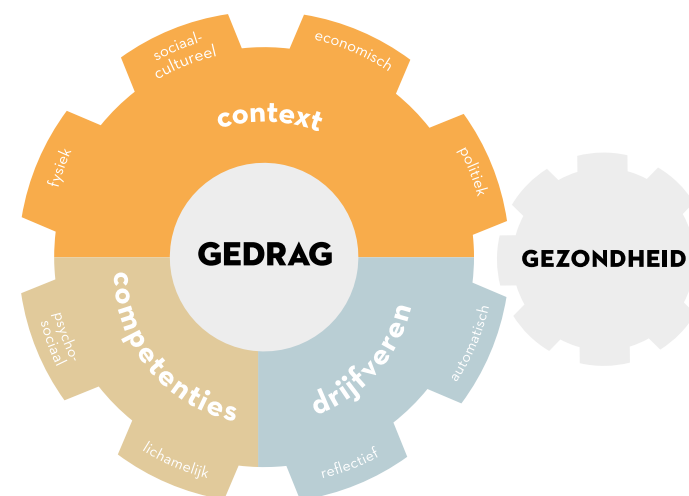 sociaal-
cultureel
economisch
context
fysiek
politiek
GEDRAG
GEZONDHEID
psycho-
sociaal
competenties
drijfveren
automatisch
lichamelijk
reflectief